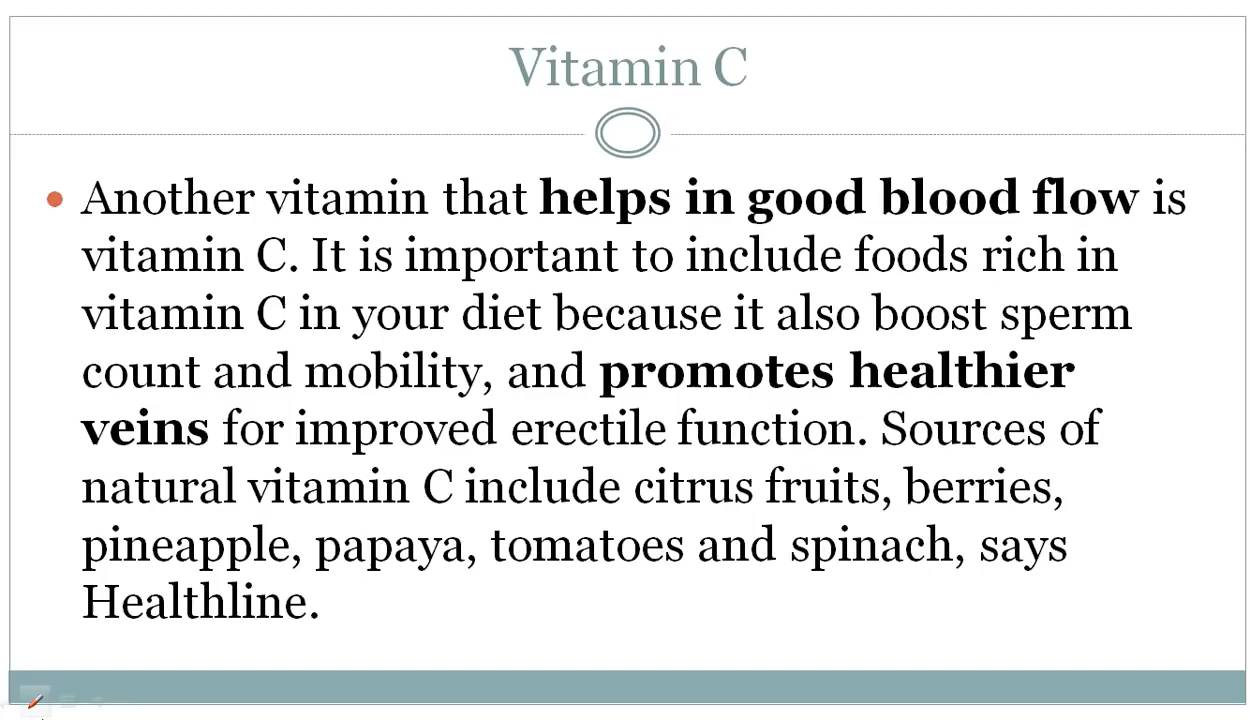 Vitamin C
Another vitamin that helps in good blood flow is
vitamin C. It is important to include foods rich in
vitamin C in your diet because it also boost sperm
count and mobility, and promotes healthier
veins for improved erectile function. Sources of
natural vitamin C include citrus fruits, berries,
pineapple, papaya, tomatoes and spinach, says
Healthline.